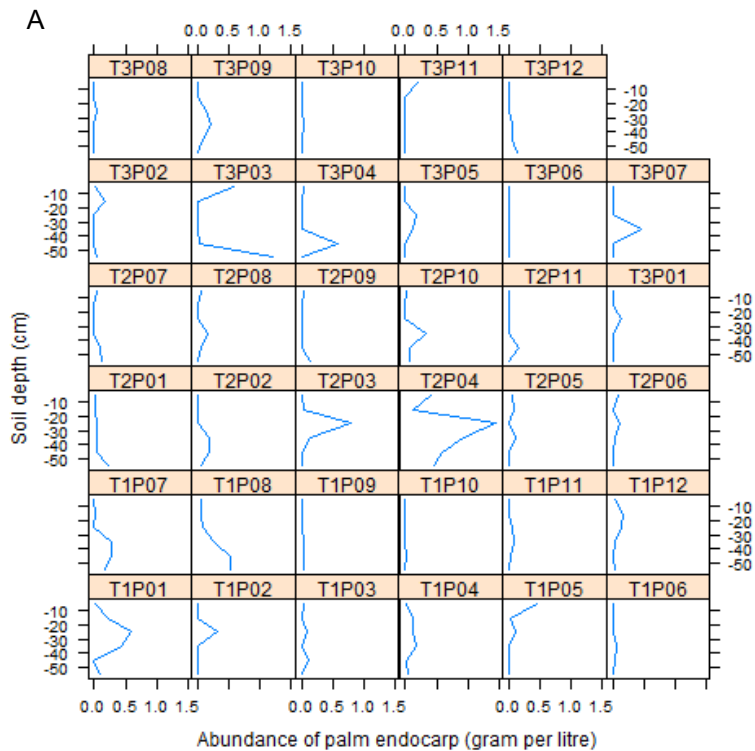 A
0.0 0.5 1.0 1.5 0.0 0.5 1.0 1.5
T3P08 T3P09 T3P10 T3P11 T3P12
-10
-20
-30
-40
-50
T3P02 T3P03 T3P04 T3P05 T3P06 T3P07
-10
-20
-30
-40
-50
T2P07 T2P08 T2P09 T2P10 T2P11 T3P01
-10
-20
-30
-40
-50
T2P01 T2P02 T2P03 T2P04 T2P05 T2P06
-10
-20
-30
-40
-50
T1P07 T1P08 T1P09 T1P10 T1P11 T1P12
-10
-20
-30
-40
-50
T1P01 T1P02 T1P03 T1P04 T1P05 T1P06
-10
-20
-30
-40
-50
0.0 0.5 1.0 1.5 0.0 0.5 1.0 1.5 0.0 0.5 1.0 1.5
Soil depth (cm)
Abundance of palm endocarp (gram per litre)